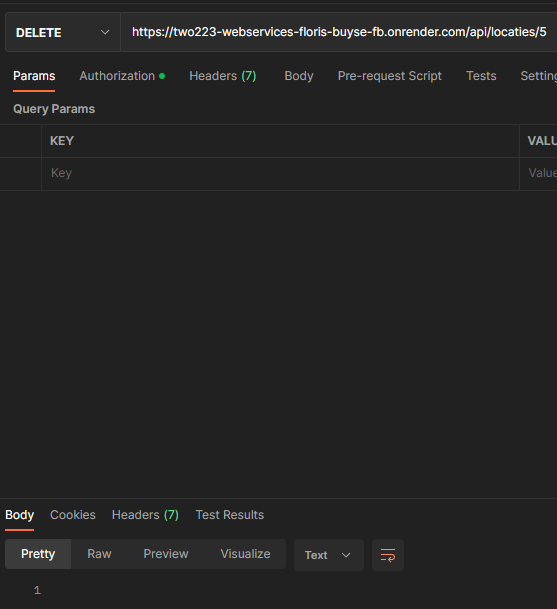 DELETE https://two223-webservices-floris-buyse-fb.onrender.com/api/locaties/5
Params Authorization Headers (7) Body Pre-request Script Tests Setting
Query Params
KEY VALU
Key Value
Body Cookies Headers (7) Test Results
Pretty Raw Preview Visualize Text
1